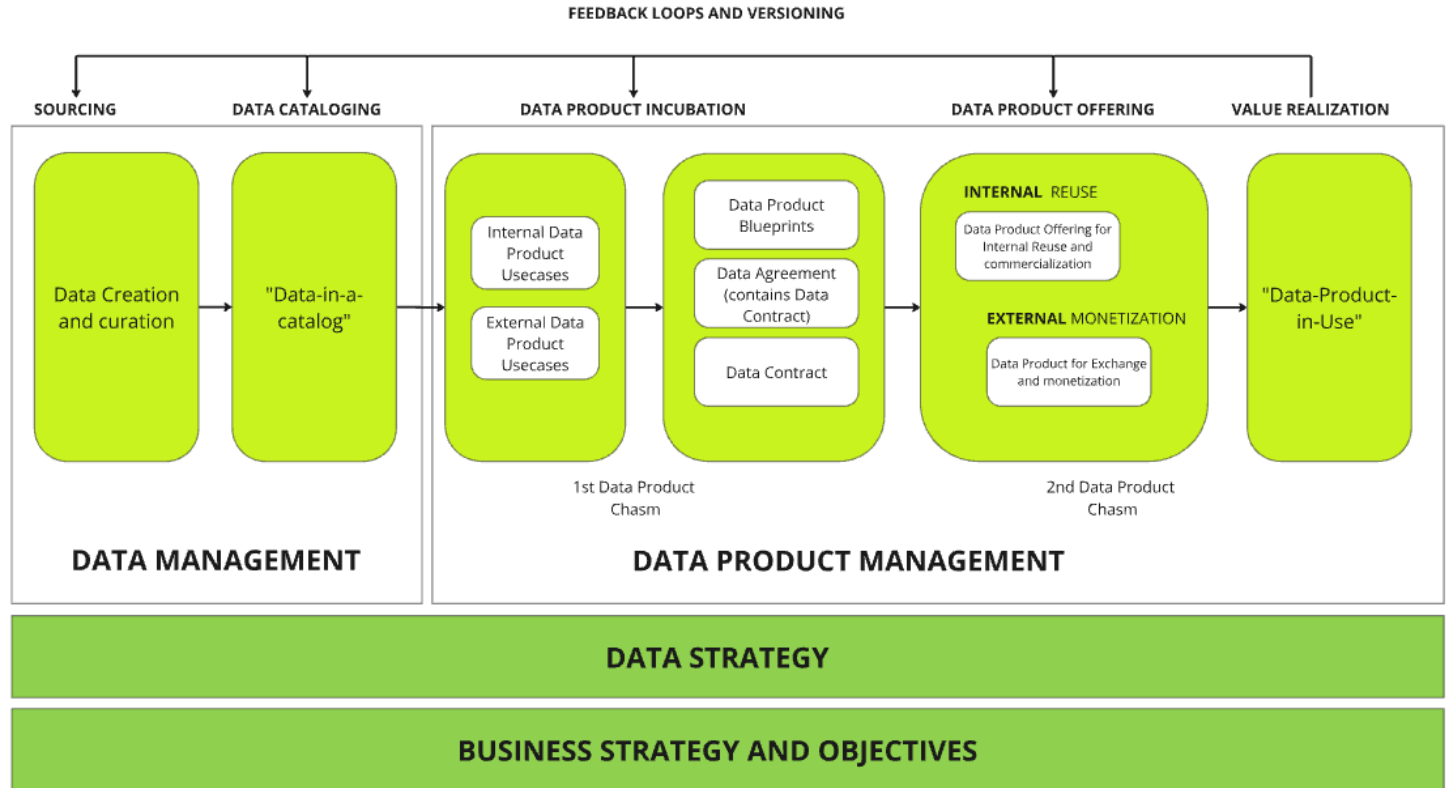 FEEDBACK LOOPS AND VERSIONING
SOURCING
DATA CATALOGING
DATA PRODUCT INCUBATION
DATA PRODUCT OFFERING
VALUE REALIZATION
Data Creation
and curation
"Data-in-a-
catalog"
Internal Data
Product
Usecases
External Data
Product
Usecases
Data Product
Blueprints
Data Agreement
(contains Data
Contract)
Data Contract
INTERNAL REUSE
Data Product Offering for
Internal Reuse and
commercialization
EXTERNAL MONETIZATION
Data Product for Exchange
and monetization
"Data-Product-
in-Use"
1st Data Product
Chasm
2nd Data Product
Chasm
DATA MANAGEMENT
DATA PRODUCT MANAGEMENT
DATA STRATEGY
BUSINESS STRATEGY AND OBJECTIVES